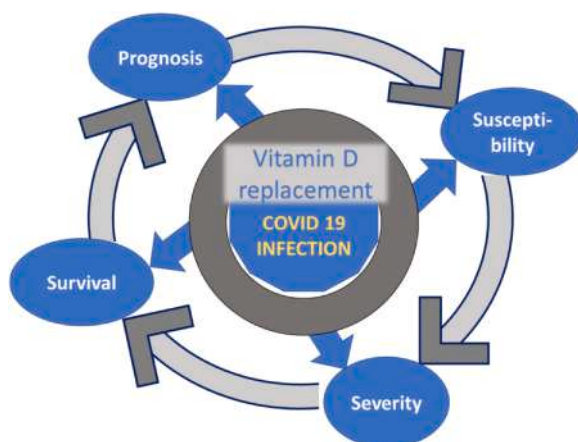 Prognosis
Suscepti-
bility
Vitamin D
replacement
COVID 19
INFECTION
Survival
Severity